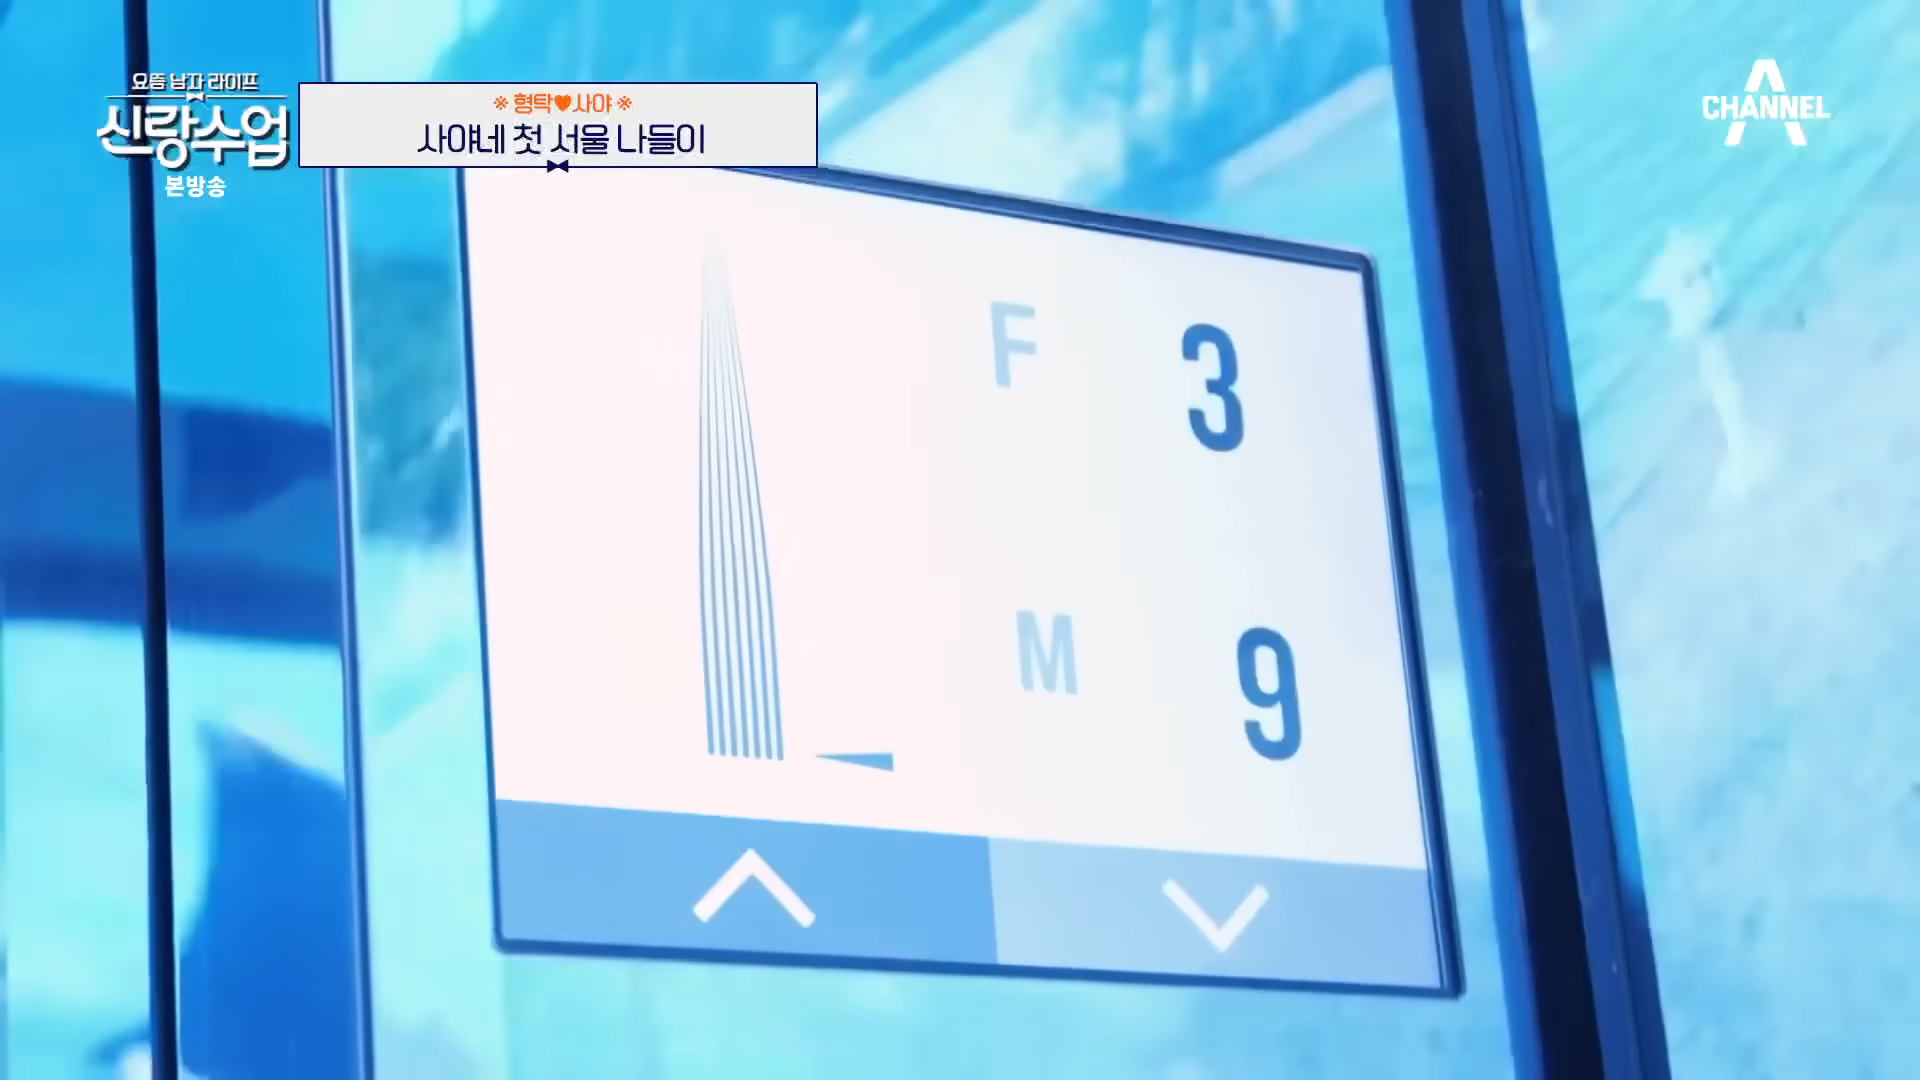 요즘 남자 라이프
신랑수업
본방송
※ 형탁♥사야 ※
사야네 첫 서울 나들이
CHANNEL A
F 3
M 9